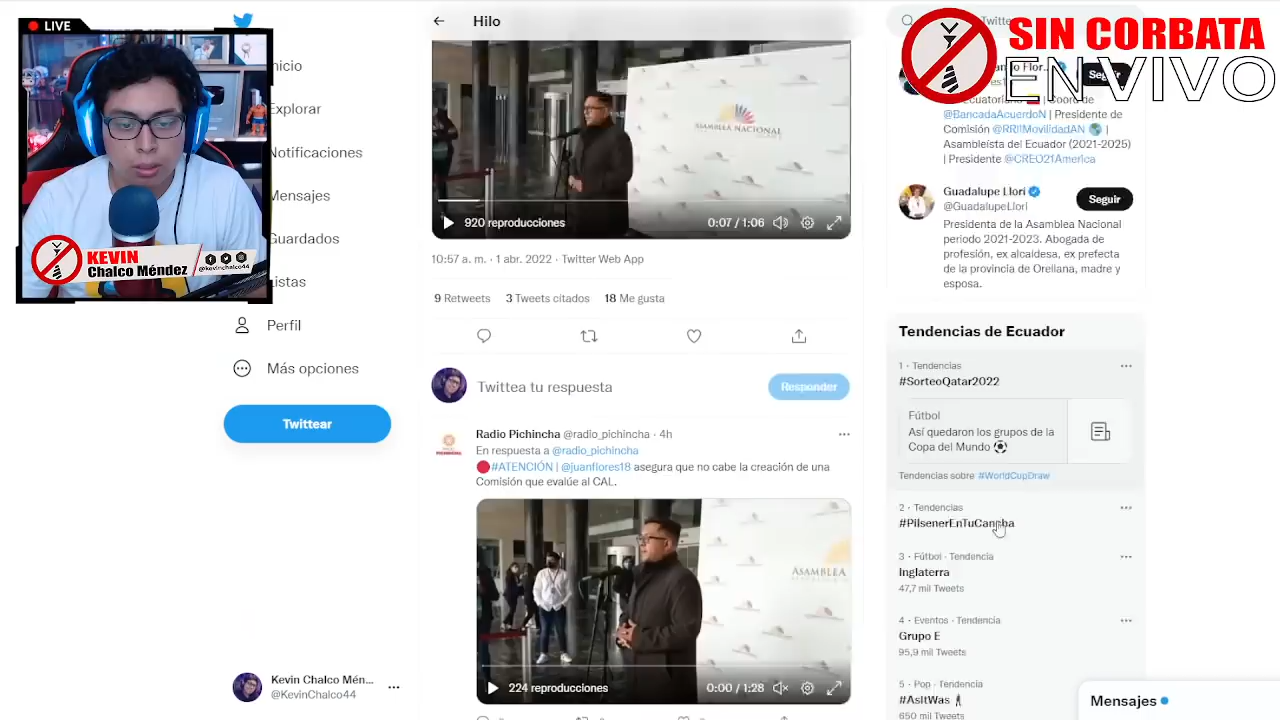 LIVE
KEVIN
Chalco Méndez
@kevinchalco44
SIN CORBATA
EN VIVO
Inicio
Explorar
Notificaciones
Mensajes
Guardados
Listas
Perfil
Más opciones
Twittear
Kevin Chalco Mén...
@KevinChalco44
Hilo
ASAMBLEA NACIONAL
920 reproducciones
0:07 / 1:06
10:57 a. m. · 1 abr. 2022 · Twitter Web App
9 Retweets 3 Tweets citados 18 Me gusta
Twittea tu respuesta
Responder
Radio Pichincha @radio_pichincha · 4h
En respuesta a @radio_pichincha
#ATENCIÓN | @juanflores18 asegura que no cabe la creación de una
Comisión que evalúe al CAL.
ASAMBLEA
224 reproducciones
0:00 / 1:28
Seguir
Ecuatoriano | Coord de
@BancadaAcuerdoN | Presidente de
Comisión @RRIIMovilidadAN |
Asambleísta del Ecuador (2021-2025)
| Presidente @CREO21America
Guadalupe Llori
@GuadalupeLlori
Seguir
Presidenta de la Asamblea Nacional
periodo 2021-2023. Abogada de
profesión, ex alcaldesa, ex prefecta
de la provincia de Orellana, madre y
esposa.
Tendencias de Ecuador
1 · Tendencias
#SorteoQatar2022
Fútbol
Así quedaron los grupos de la
Copa del Mundo
Tendencias sobre #WorldCupDraw
2 · Tendencias
#PilsenerEnTuCancha
3 · Fútbol · Tendencia
Inglaterra
47,7 mil Tweets
4 · Eventos · Tendencia
Grupo E
95,9 mil Tweets
5 · Pop · Tendencia
#AsItWas
650 mil Tweets
Mensajes